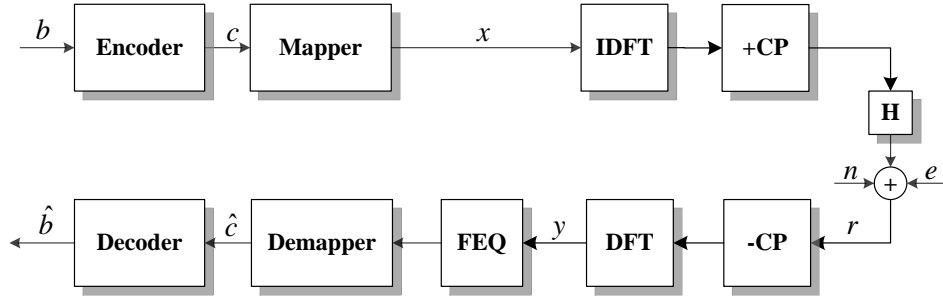 b Encoder c Mapper x IDFT +CP
H
n + e
b̂ Decoder ĉ Demapper FEQ y DFT -CP r